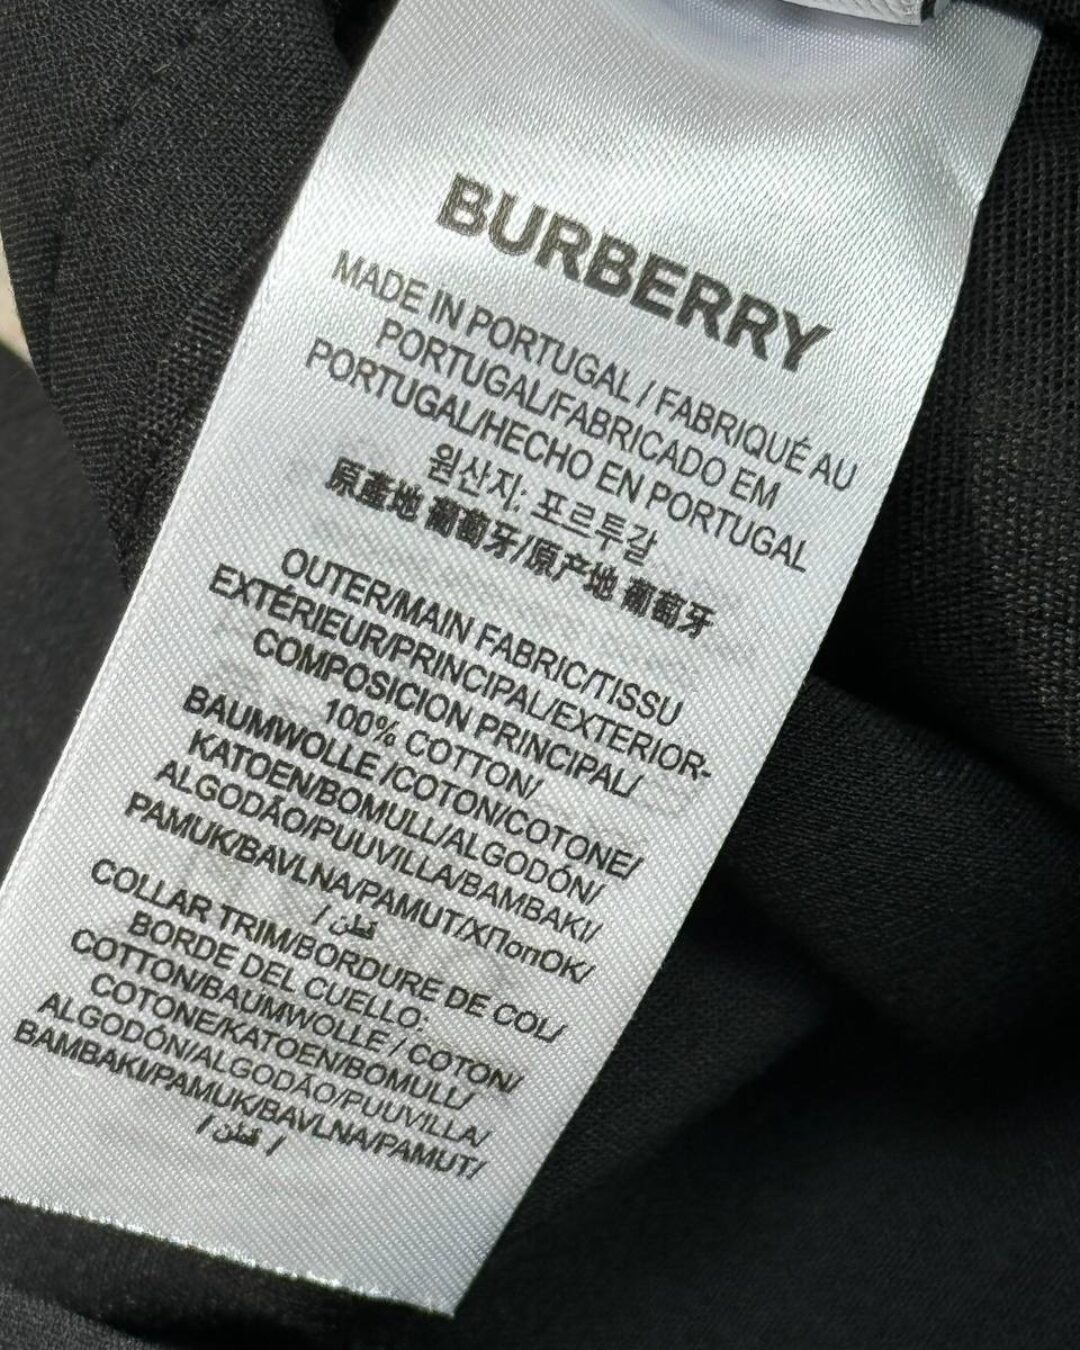 BURBERRY
MADE IN PORTUGAL / FABRIQUÉ AU
PORTUGAL/FABRICADO EM
PORTUGAL/HECHO EN PORTUGAL
원산지: 포르투갈
原產地 葡萄牙/原产地 葡萄牙
OUTER/MAIN FABRIC/TISSU
EXTÉRIEUR/PRINCIPAL/EXTERIOR-
COMPOSICION PRINCIPAL/
100% COTTON/
BAUMWOLLE /COTON/COTONE/
KATOEN/BOMULL/ALGODÓN/
ALGODÃO/PUUVILLA/BAMBAKI/
PAMUK/BAVLNA/PAMUT/ХПопОК/
/ قطن
COLLAR TRIM/BORDURE DE COL/
BORDE DEL CUELLO:
COTTON/BAUMWOLLE / COTON/
COTONE/KATOEN/BOMULL/
ALGODÓN/ALGODÃO/PUUVILLA/
BAMBAKI/PAMUK/BAVLNA/PAMUT/
/ قطن /